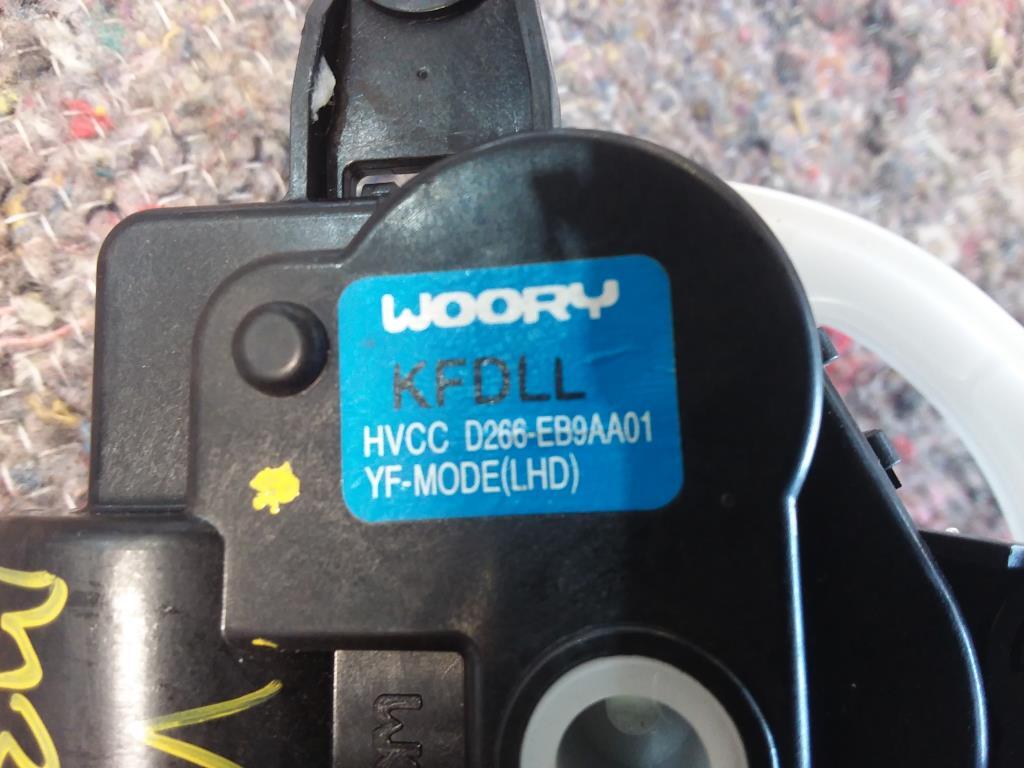 WOORY
KFDLL
HVCC D266-EB9AA01
YF-MODE(LHD)